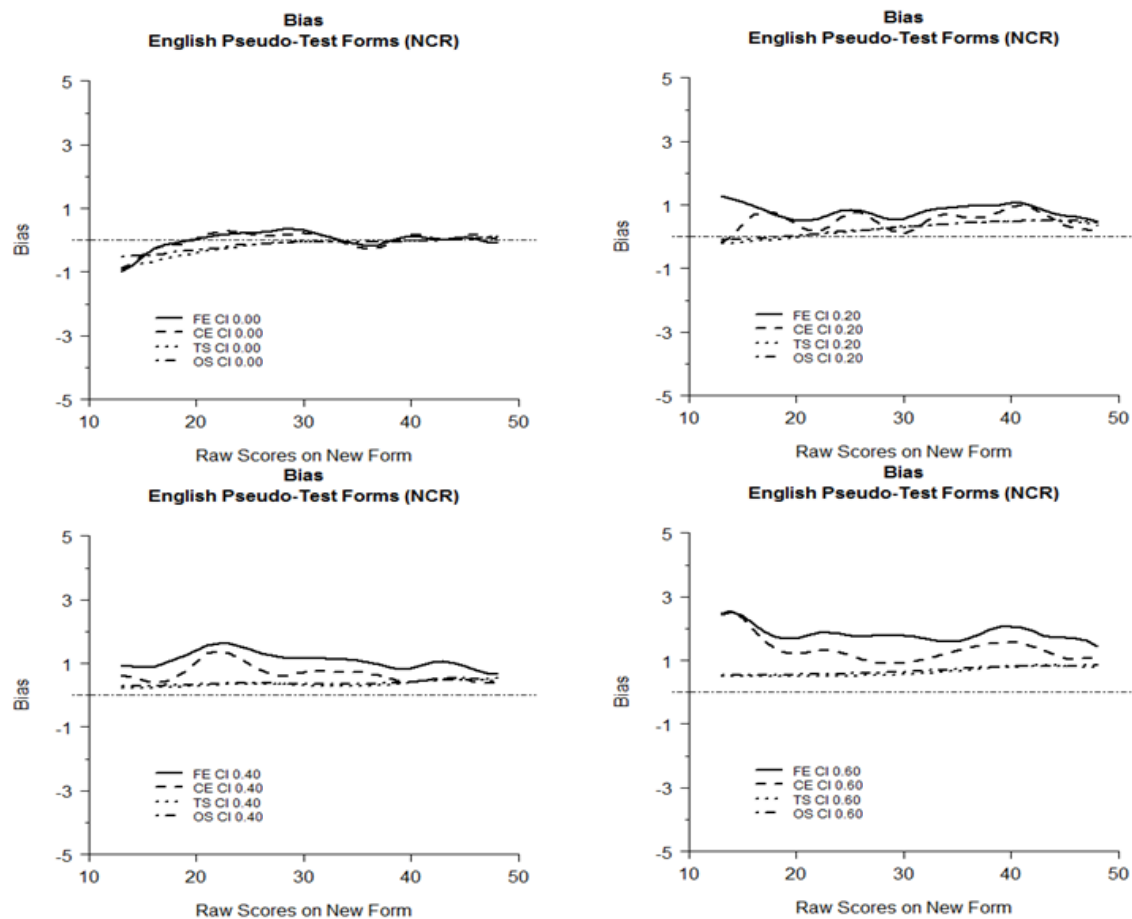 Bias
English Pseudo-Test Forms (NCR)
5
3
1
-1
-3
-5
Bias
FE CI 0.00
CE CI 0.00
TS CI 0.00
OS CI 0.00
10
20
30
40
50
Raw Scores on New Form
Bias
English Pseudo-Test Forms (NCR)
5
3
1
-1
-3
-5
Bias
FE CI 0.20
CE CI 0.20
TS CI 0.20
OS CI 0.20
10
20
30
40
50
Raw Scores on New Form
Bias
English Pseudo-Test Forms (NCR)
5
3
1
-1
-3
-5
Bias
FE CI 0.40
CE CI 0.40
TS CI 0.40
OS CI 0.40
10
20
30
40
50
Raw Scores on New Form
Bias
English Pseudo-Test Forms (NCR)
5
3
1
-1
-3
-5
Bias
FE CI 0.60
CE CI 0.60
TS CI 0.60
OS CI 0.60
10
20
30
40
50
Raw Scores on New Form